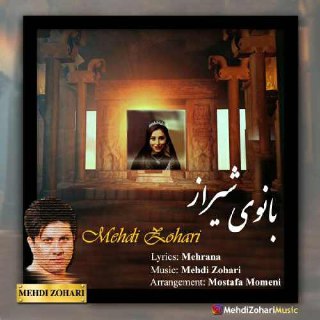 بانوی شیراز
Mehdi Zohari
Lyrics: Mehrana
Music: Mehdi Zohari
Arrangement: Mostafa Momeni
MEHDI ZOHARI
MehdiZohariMusic